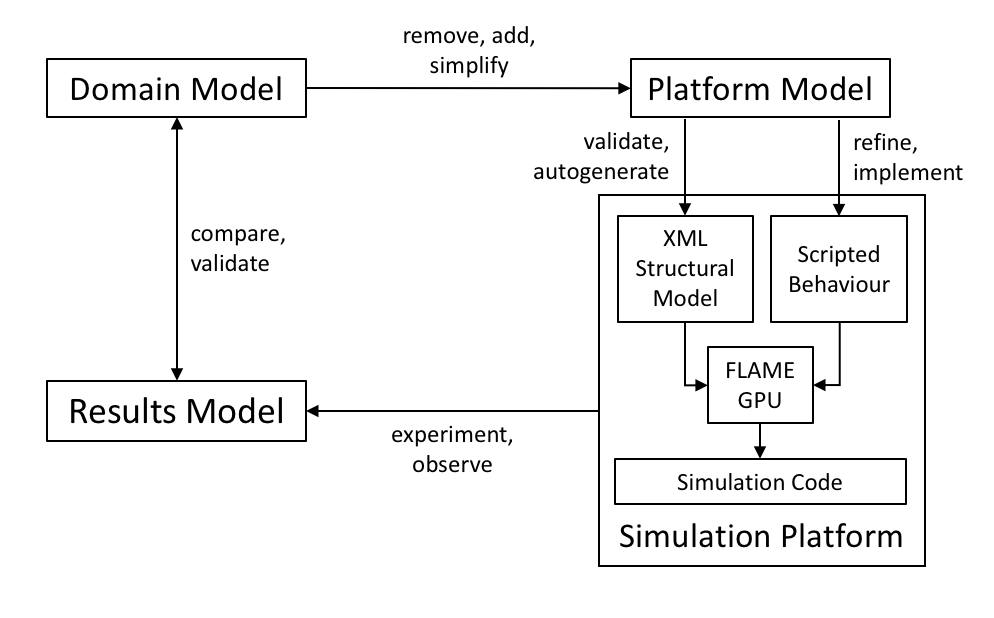 remove, add,
simplify
Domain Model
Platform Model
validate,
autogenerate
refine,
implement
compare,
validate
XML
Structural
Model
Scripted
Behaviour
FLAME
GPU
Results Model
experiment,
observe
Simulation Code
Simulation Platform